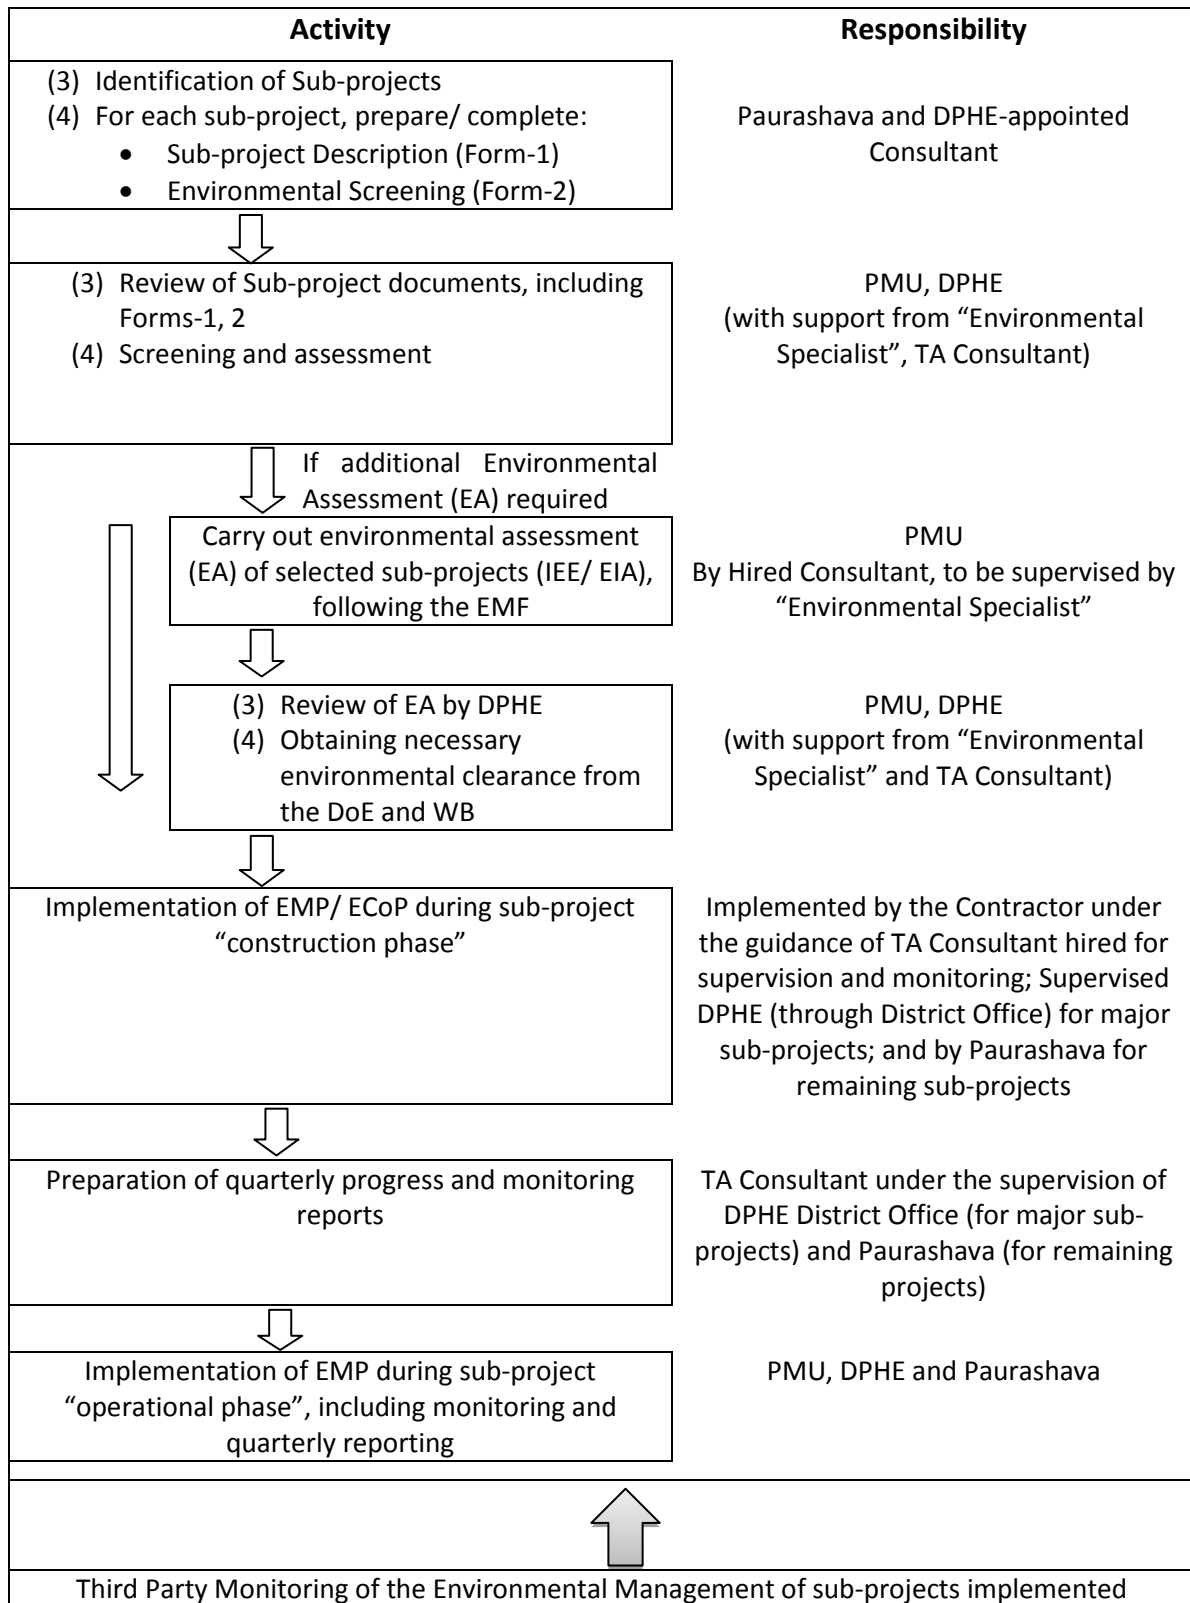 Activity
Responsibility
(3) Identification of Sub-projects
(4) For each sub-project, prepare/ complete:
• Sub-project Description (Form-1)
• Environmental Screening (Form-2)
Paurashava and DPHE-appointed
Consultant
(3) Review of Sub-project documents, including
Forms-1, 2
(4) Screening and assessment
PMU, DPHE
(with support from “Environmental
Specialist”, TA Consultant)
If additional Environmental
Assessment (EA) required
Carry out environmental assessment
(EA) of selected sub-projects (IEE/ EIA),
following the EMF
PMU
By Hired Consultant, to be supervised by
“Environmental Specialist”
(3) Review of EA by DPHE
(4) Obtaining necessary
environmental clearance from
the DoE and WB
PMU, DPHE
(with support from “Environmental
Specialist” and TA Consultant)
Implementation of EMP/ ECoP during sub-project
“construction phase”
Implemented by the Contractor under
the guidance of TA Consultant hired for
supervision and monitoring; Supervised
DPHE (through District Office) for major
sub-projects; and by Paurashava for
remaining sub-projects
Preparation of quarterly progress and monitoring
reports
TA Consultant under the supervision of
DPHE District Office (for major sub-
projects) and Paurashava (for remaining
projects)
Implementation of EMP during sub-project
“operational phase”, including monitoring and
quarterly reporting
PMU, DPHE and Paurashava
Third Party Monitoring of the Environmental Management of sub-projects implemented